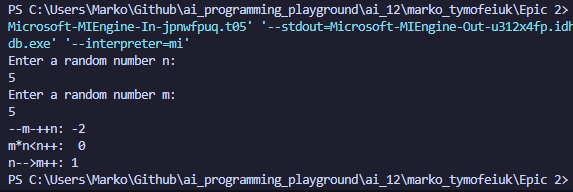 PS C:\Users\Marko\Github\ai_programming_playground\ai_12\marko_tymofeiuk\Epic 2>
Microsoft-MIEngine-In-jpnwfpuq.t05' '--stdout=Microsoft-MIEngine-Out-u312x4fp.idh
db.exe' '--interpreter=mi'
Enter a random number n:
5
Enter a random number m:
5
--m-++n: -2
m*n<n++:  0
n-->m++: 1
PS C:\Users\Marko\Github\ai_programming_playground\ai_12\marko_tymofeiuk\Epic 2>